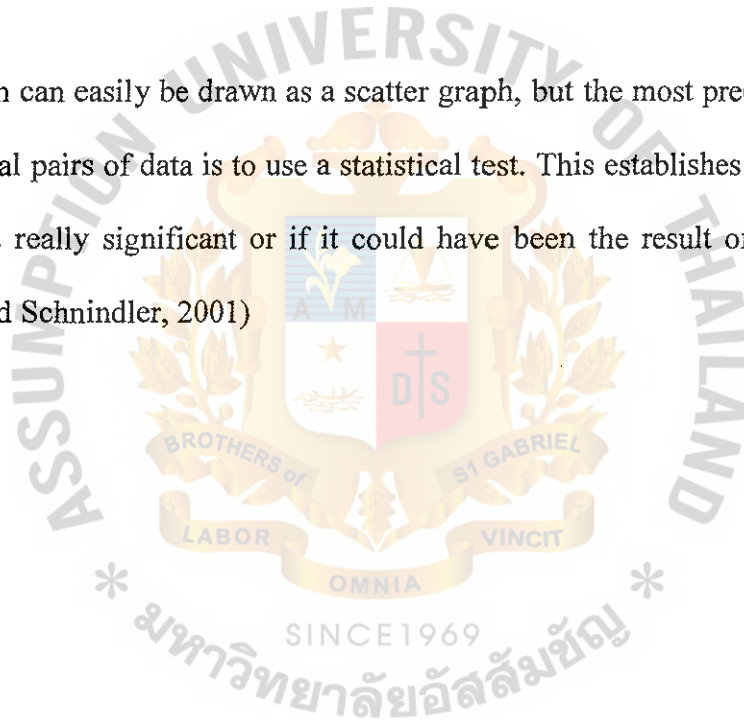 n can easily be drawn as a scatter graph, but the most pre
al pairs of data is to use a statistical test. This establishes
really significant or if it could have been the result o
d Schnindler, 2001)
ASSUMPTION UNIVERSITY OF THAILAND
A M
D S
BROTHERS of ST GABRIEL
LABOR
VINCIT
OMNIA
SINCE 1969
มหาวิทยาลัยอัสสัมชัญ